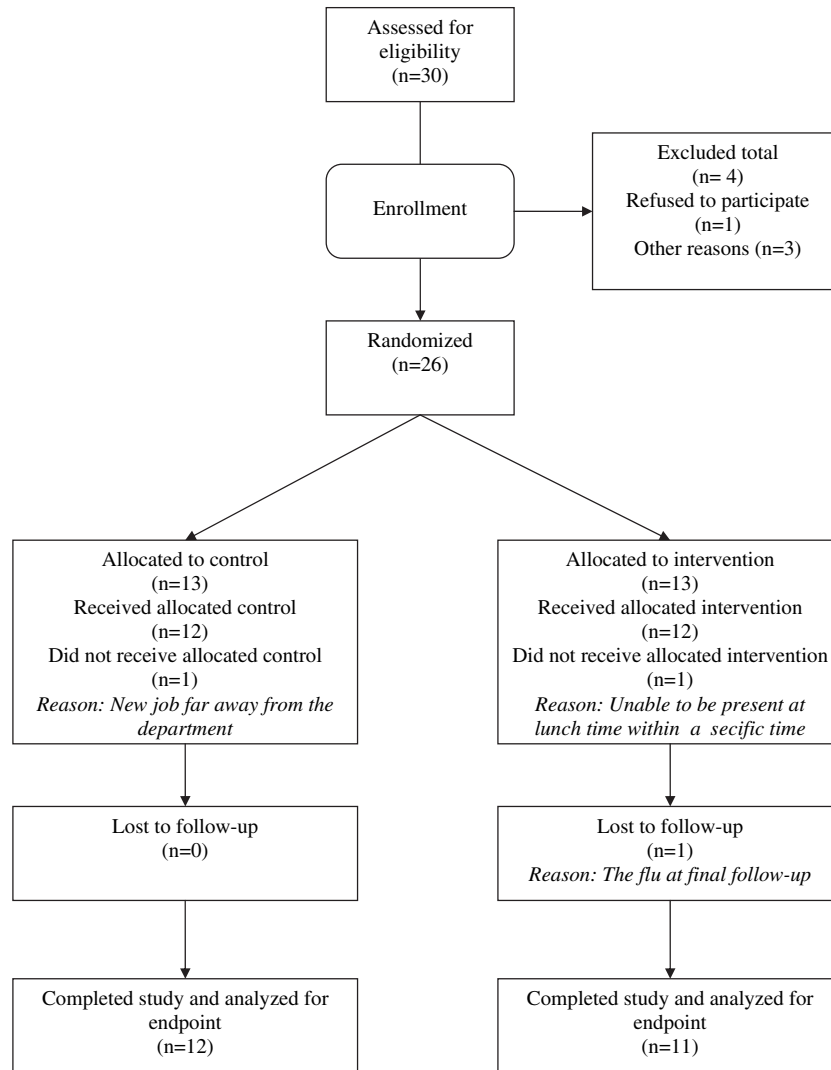 Assessed for
eligibility
(n=30)
Excluded total
(n= 4)
Refused to participate
(n=1)
Other reasons (n=3)
Enrollment
Randomized
(n=26)
Allocated to control
(n=13)
Received allocated control
(n=12)
Did not receive allocated control
(n=1)
Reason: New job far away from the
department
Allocated to intervention
(n=13)
Received allocated intervention
(n=12)
Did not receive allocated intervention
(n=1)
Reason: Unable to be present at
lunch time within a secific time
Lost to follow-up
(n=0)
Lost to follow-up
(n=1)
Reason: The flu at final follow-up
Completed study and analyzed for
endpoint
(n=12)
Completed study and analyzed for
endpoint
(n=11)